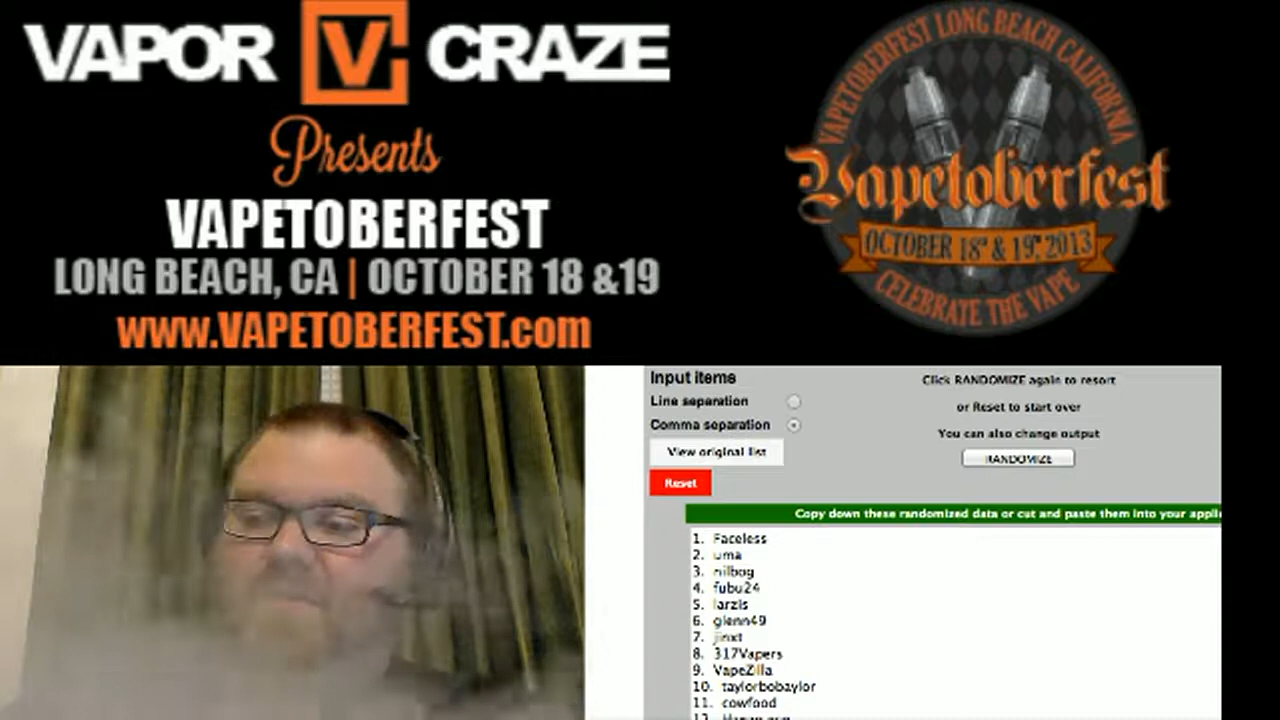 VAPOR V CRAZE
Presents
VAPETOBERFEST
LONG BEACH, CA | OCTOBER 18 &19
www.VAPETOBERFEST.com
VAPETOBERFEST LONG BEACH CALIFORNIA
Vapetoberfest
OCTOBER 18th & 19th, 2013
CELEBRATE THE VAPE
Input items
Line separation
Comma separation
View original list
Reset
Click RANDOMIZE again to resort
or Reset to start over
You can also change output
RANDOMIZE
Copy down these randomized data or cut and paste them into your
1. Faceless
2. uma
3. nilbog
4. fubu24
5. larzis
6. glenn49
7. jinxt
8. 317Vapers
9. VapeZilla
10. taylorbobaylor
11. cowfood